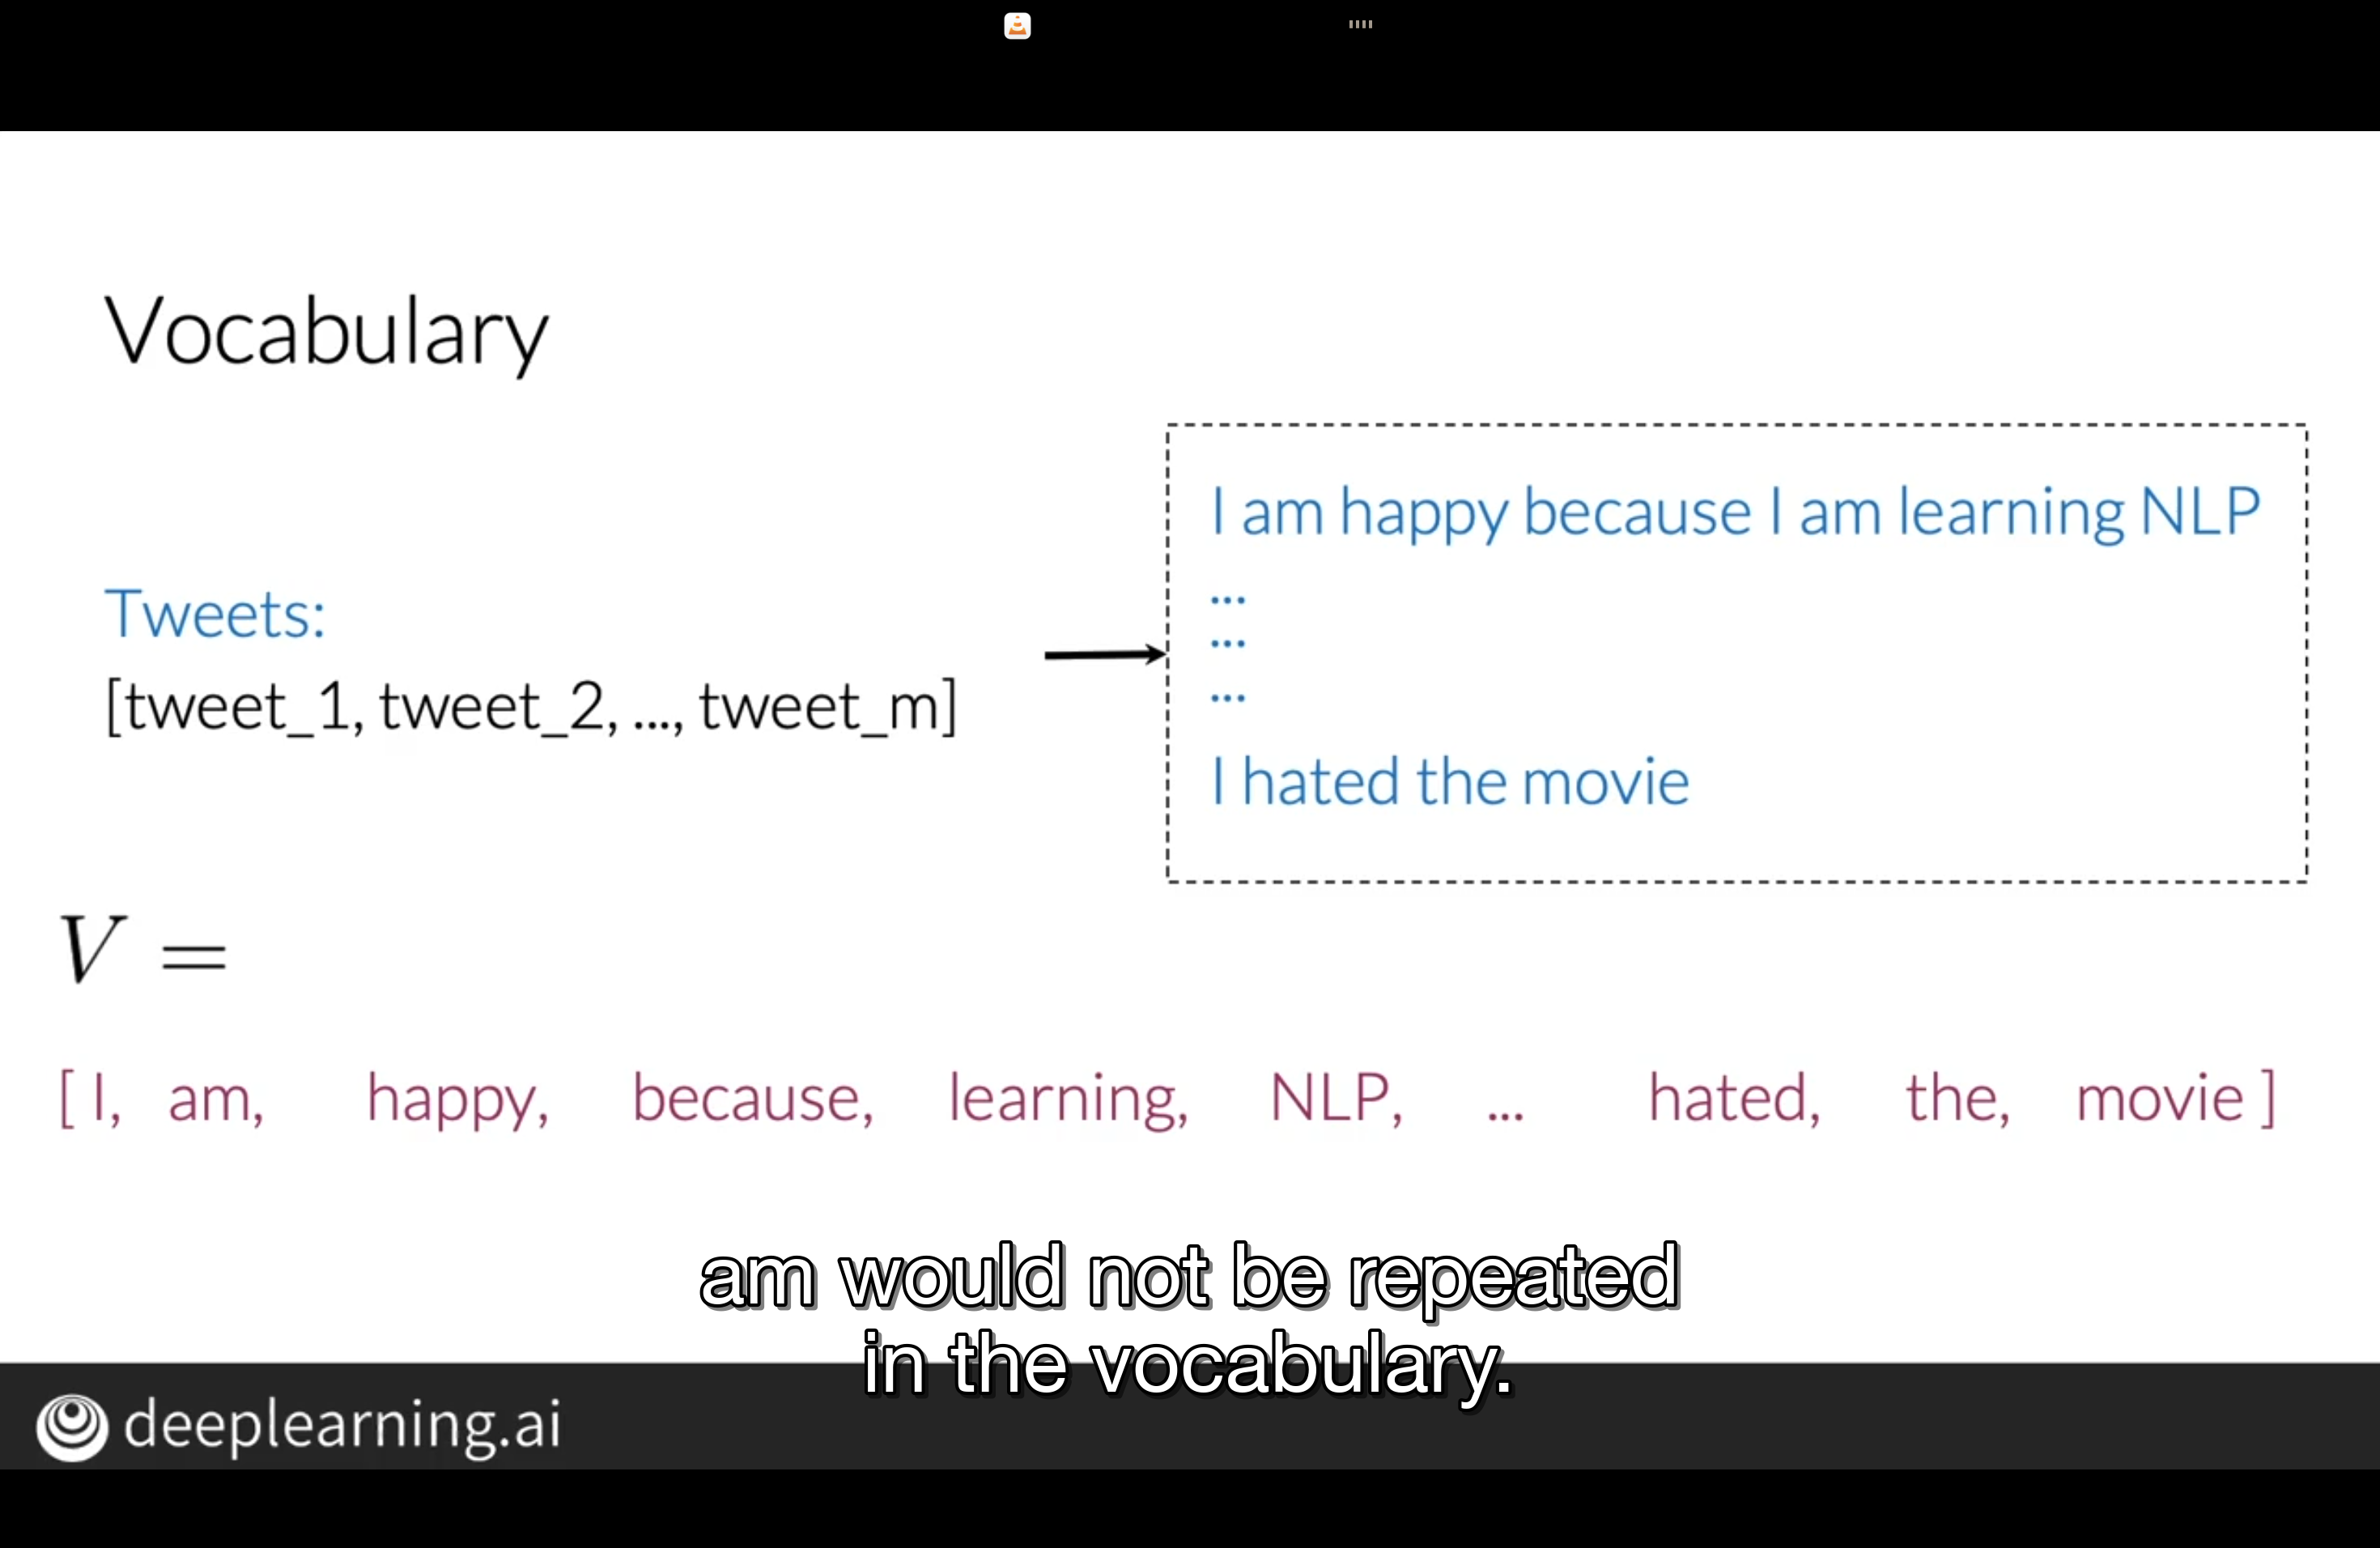 Vocabulary
I am happy because I am learning NLP
...
...
...
I hated the movie
Tweets:
[tweet_1, tweet_2, ..., tweet_m]
V =
[ I, am, happy, because, learning, NLP, ... hated, the, movie ]
am would not be repeated
in the vocabulary.
deeplearning.ai